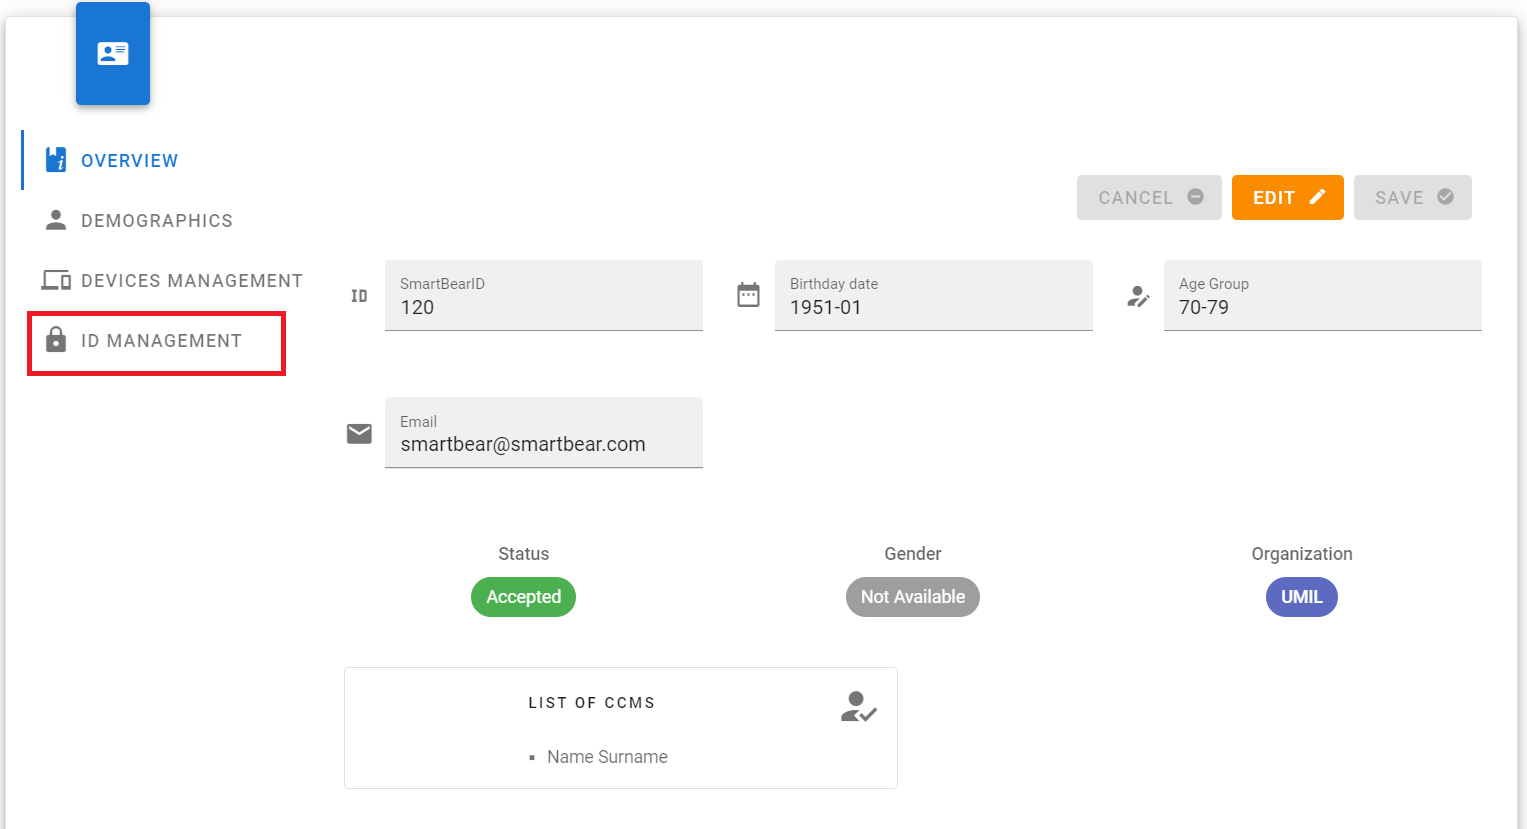 OVERVIEW
DEMOGRAPHICS
DEVICES MANAGEMENT
ID MANAGEMENT
CANCEL
EDIT
SAVE
ID
SmartBearID
120
Birthday date
1951-01
Age Group
70-79
Email
smartbear@smartbear.com
Status
Accepted
Gender
Not Available
Organization
UMIL
LIST OF CCMS
▪ Name Surname